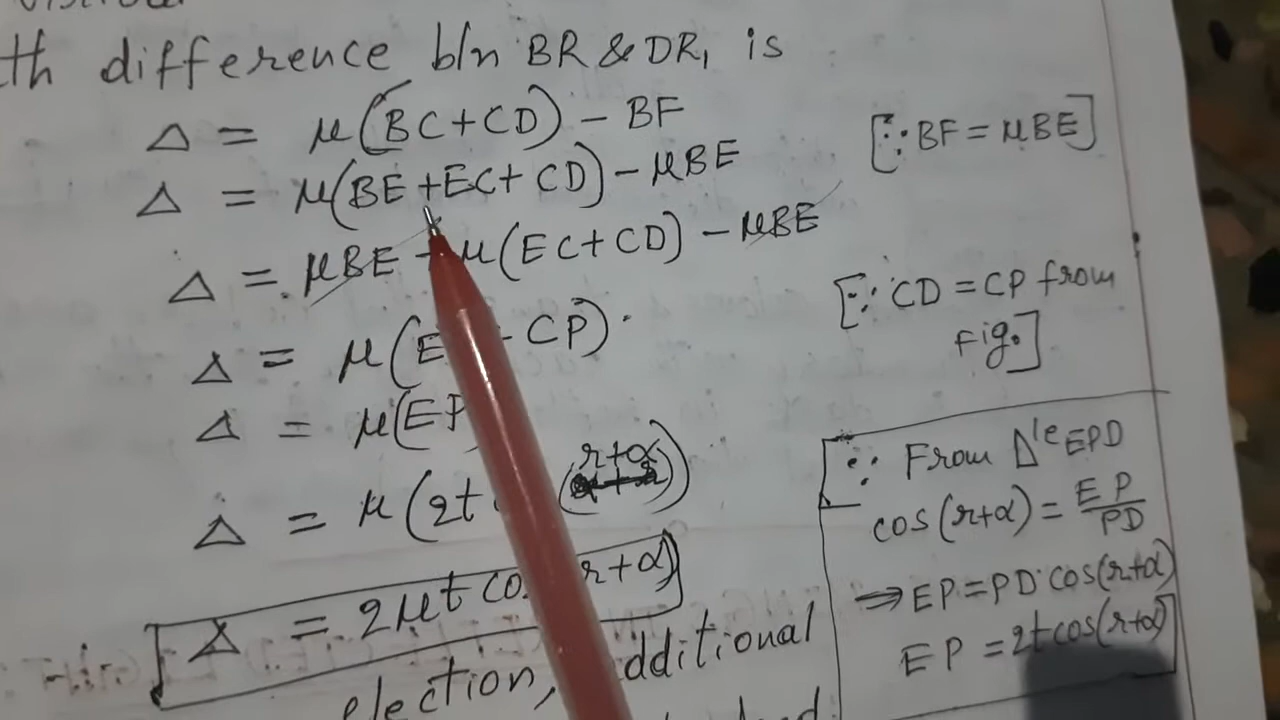 th difference b/n BR & DR₁ is
Δ = μ(BC+CD) - BF
[∵ BF = μBE]
Δ = μ(BE+EC+CD) - μBE
Δ = μBE + μ(EC+CD) - μBE
[∵ CD = CP from
Fig.]
Δ = μ(E CP)
Δ = μ(EP
Δ = μ(2t (r+α))
Δ = 2μt co r+α)
election, additional
∵ From Δle EPD
cos(r+α) = EP/PD
⇒ EP = PD cos(r+α)
EP = 2t cos(r+α)